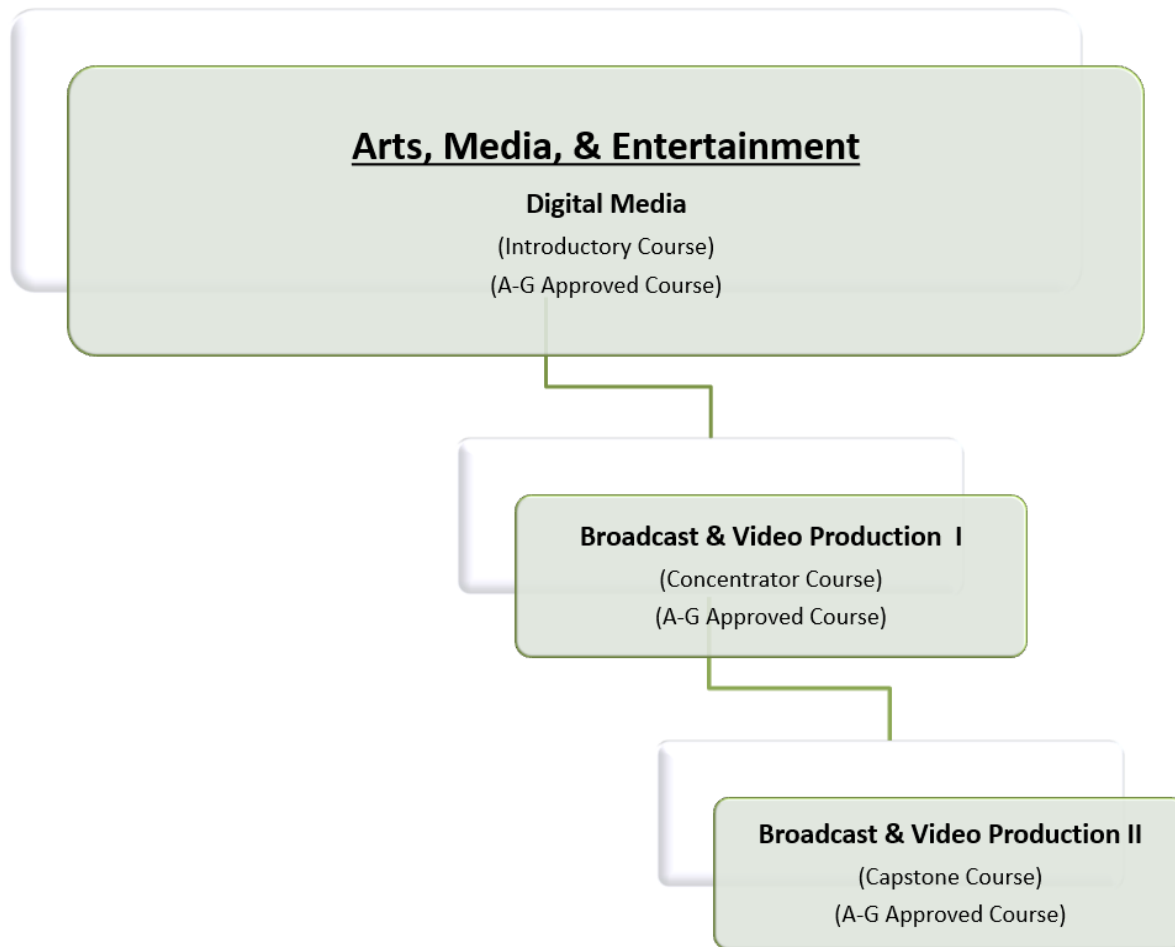 Arts, Media, & Entertainment
Digital Media
(Introductory Course)
(A-G Approved Course)
Broadcast & Video Production  I
(Concentrator Course)
(A-G Approved Course)
Broadcast & Video Production II
(Capstone Course)
(A-G Approved Course)